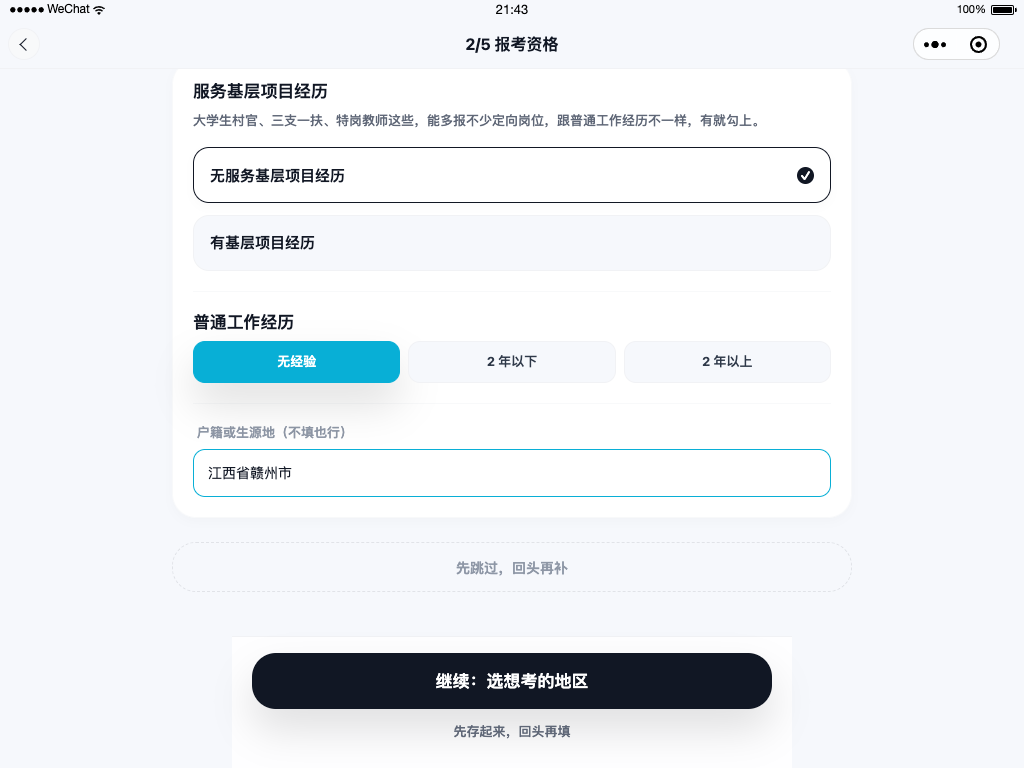 WeChat 21:43 100%
2/5 报考资格
服务基层项目经历
大学生村官、三支一扶、特岗教师这些，能多报不少定向岗位，跟普通工作经历不一样，有就勾上。
无服务基层项目经历
有基层项目经历
普通工作经历
无经验 2 年以下 2 年以上
户籍或生源地（不填也行）
江西省赣州市
先跳过，回头再补
继续：选想考的地区
先存起来，回头再填